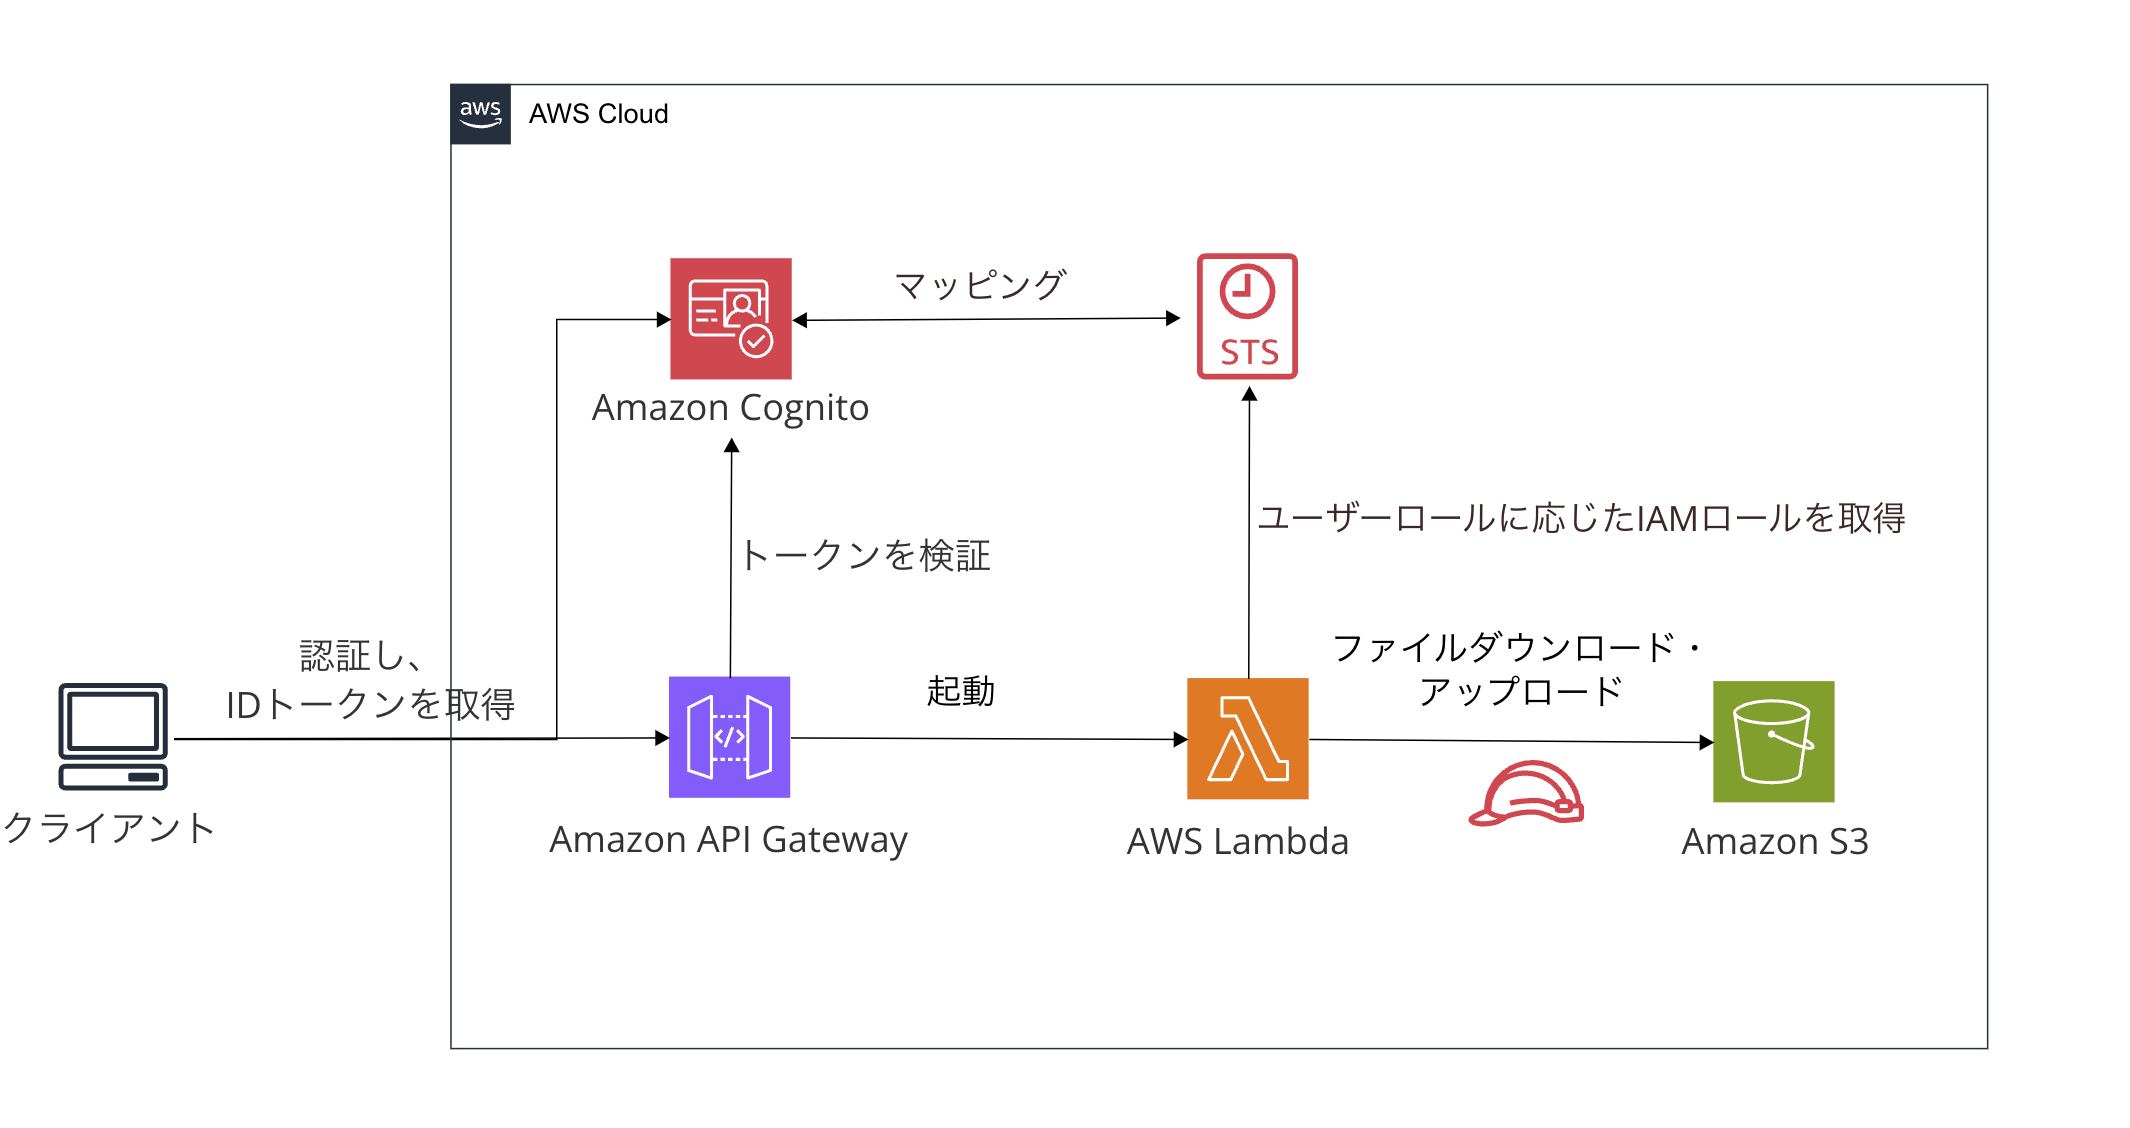 aws
AWS Cloud
マッピング
STS
Amazon Cognito
ユーザーロールに応じたIAMロールを取得
トークンを検証
認証し、
IDトークンを取得
起動
ファイルダウンロード・
アップロード
クライアント
Amazon API Gateway
AWS Lambda
Amazon S3